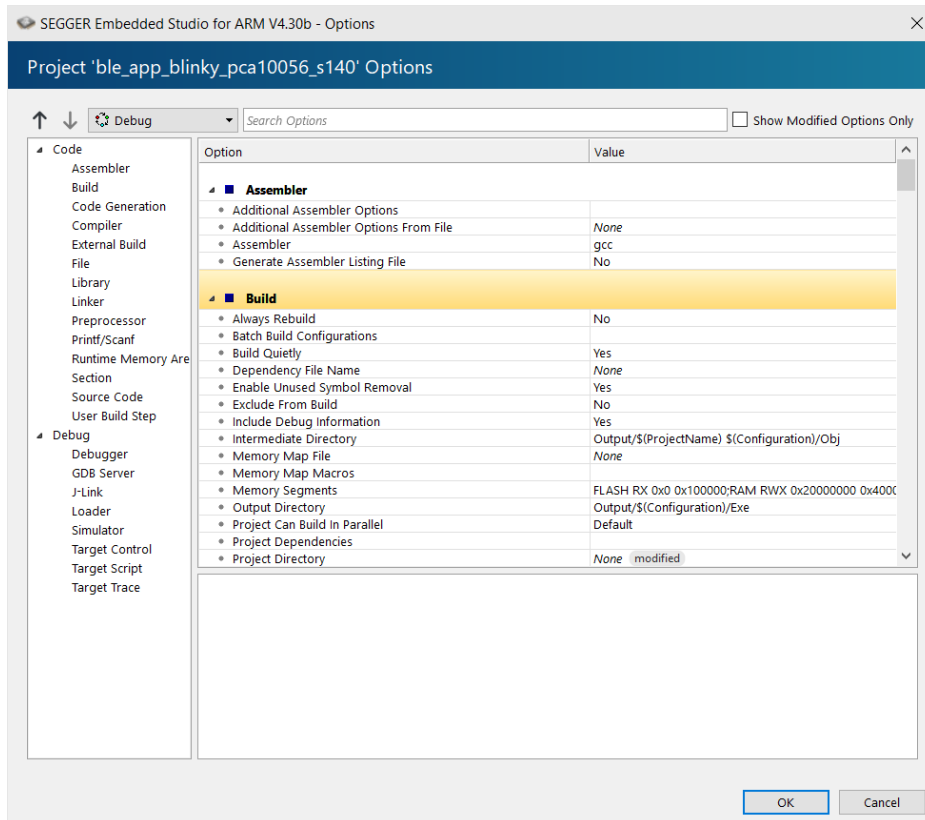 SEGGER Embedded Studio for ARM V4.30b - Options
Project 'ble_app_blinky_pca10056_s140' Options
Debug Search Options Show Modified Options Only
Code
Assembler
Build
Code Generation
Compiler
External Build
File
Library
Linker
Preprocessor
Printf/Scanf
Runtime Memory Are
Section
Source Code
User Build Step
Debug
Debugger
GDB Server
J-Link
Loader
Simulator
Target Control
Target Script
Target Trace
Option Value
Assembler
Additional Assembler Options
Additional Assembler Options From File None
Assembler gcc
Generate Assembler Listing File No
Build
Always Rebuild No
Batch Build Configurations
Build Quietly Yes
Dependency File Name None
Enable Unused Symbol Removal Yes
Exclude From Build No
Include Debug Information Yes
Intermediate Directory Output/$(ProjectName) $(Configuration)/Obj
Memory Map File None
Memory Map Macros
Memory Segments FLASH RX 0x0 0x100000;RAM RWX 0x20000000 0x4000
Output Directory Output/$(Configuration)/Exe
Project Can Build In Parallel Default
Project Dependencies
Project Directory None modified
OK Cancel